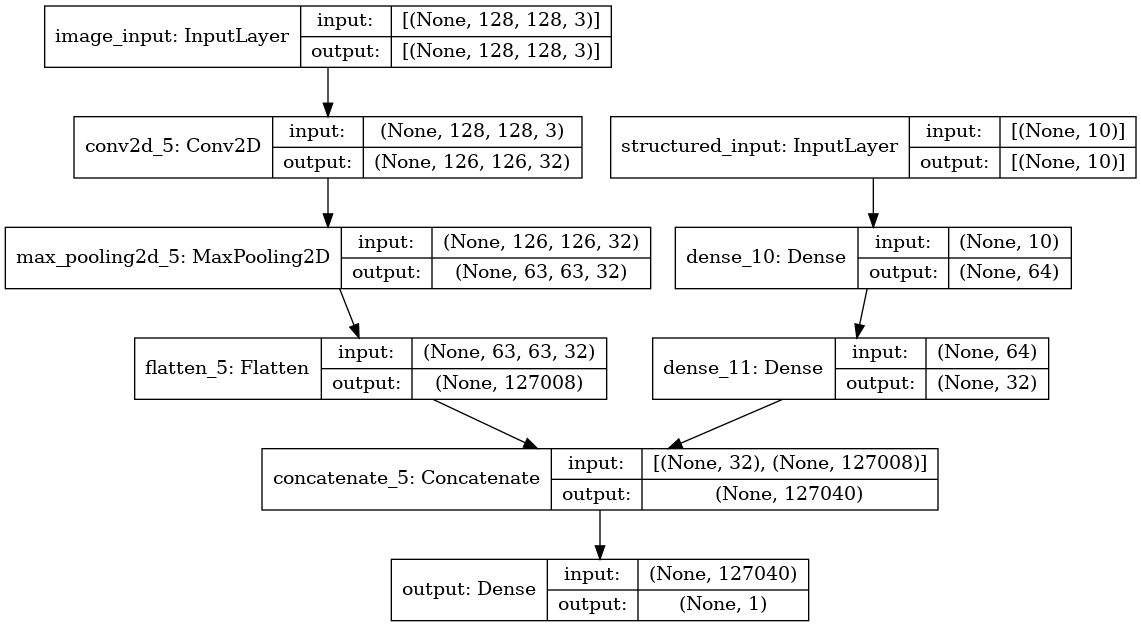 image_input: InputLayer
input:
[(None, 128, 128, 3)]
output:
[(None, 128, 128, 3)]
conv2d_5: Conv2D
input:
(None, 128, 128, 3)
output:
(None, 126, 126, 32)
structured_input: InputLayer
input:
[(None, 10)]
output:
[(None, 10)]
max_pooling2d_5: MaxPooling2D
input:
(None, 126, 126, 32)
output:
(None, 63, 63, 32)
dense_10: Dense
input:
(None, 10)
output:
(None, 64)
flatten_5: Flatten
input:
(None, 63, 63, 32)
output:
(None, 127008)
dense_11: Dense
input:
(None, 64)
output:
(None, 32)
concatenate_5: Concatenate
input:
[(None, 32), (None, 127008)]
output:
(None, 127040)
output: Dense
input:
(None, 127040)
output:
(None, 1)